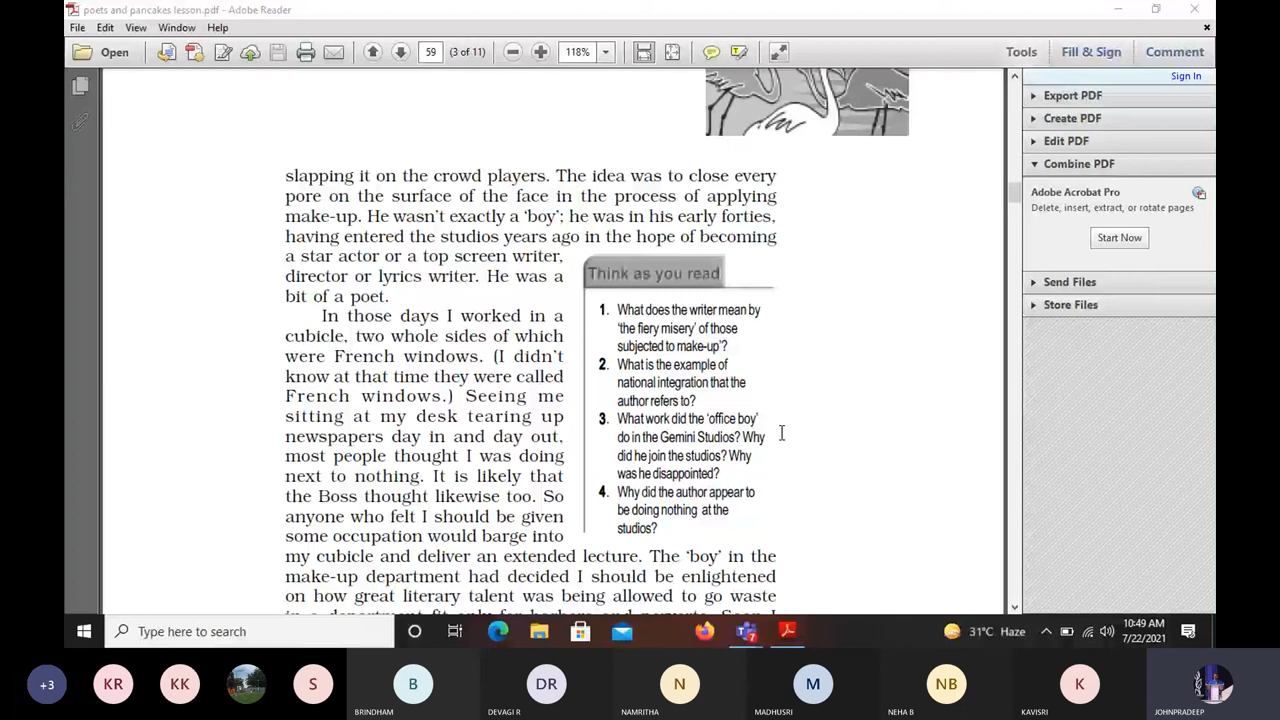 poets and pancakes lesson.pdf - Adobe Reader
File Edit View Window Help
Open 59 (3 of 11) 118% Tools Fill & Sign Comment
Sign In
Export PDF
Create PDF
Edit PDF
Combine PDF
Adobe Acrobat Pro
Delete, insert, extract, or rotate pages
Start Now
Send Files
Store Files
slapping it on the crowd players. The idea was to close every
pore on the surface of the face in the process of applying
make-up. He wasn't exactly a ‘boy’; he was in his early forties,
having entered the studios years ago in the hope of becoming
a star actor or a top screen writer,
director or lyrics writer. He was a
bit of a poet.
In those days I worked in a
cubicle, two whole sides of which
were French windows. (I didn't
know at that time they were called
French windows.) Seeing me
sitting at my desk tearing up
newspapers day in and day out,
most people thought I was doing
next to nothing. It is likely that
the Boss thought likewise too. So
anyone who felt I should be given
some occupation would barge into
my cubicle and deliver an extended lecture. The ‘boy’ in the
make-up department had decided I should be enlightened
on how great literary talent was being allowed to go waste
in a department fit only for barbers and perverts. Soon I
Think as you read
1. What does the writer mean by
‘the fiery misery’ of those
subjected to make-up’?
2. What is the example of
national integration that the
author refers to?
3. What work did the ‘office boy’
do in the Gemini Studios? Why
did he join the studios? Why
was he disappointed?
4. Why did the author appear to
be doing nothing at the
studios?
Type here to search
7
31°C Haze
10:49 AM
7/22/2021
+3 KR KK S B DR N M NB K
BRINDHAM DEVAGI R NAMRITHA MADHUSRI NEHA B KAVISRI JOHNPRADEEP